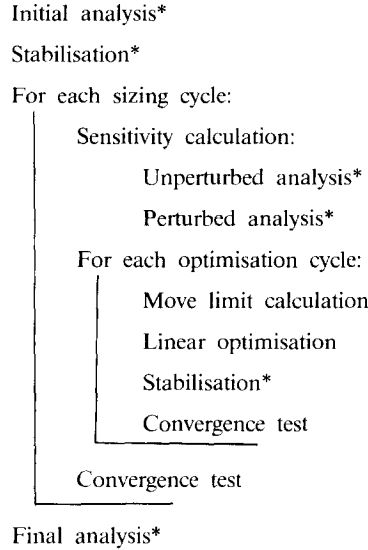 Initial analysis*
Stabilisation*
For each sizing cycle:
Sensitivity calculation:
Unperturbed analysis*
Perturbed analysis*
For each optimisation cycle:
Move limit calculation
Linear optimisation
Stabilisation*
Convergence test
Convergence test
Final analysis*